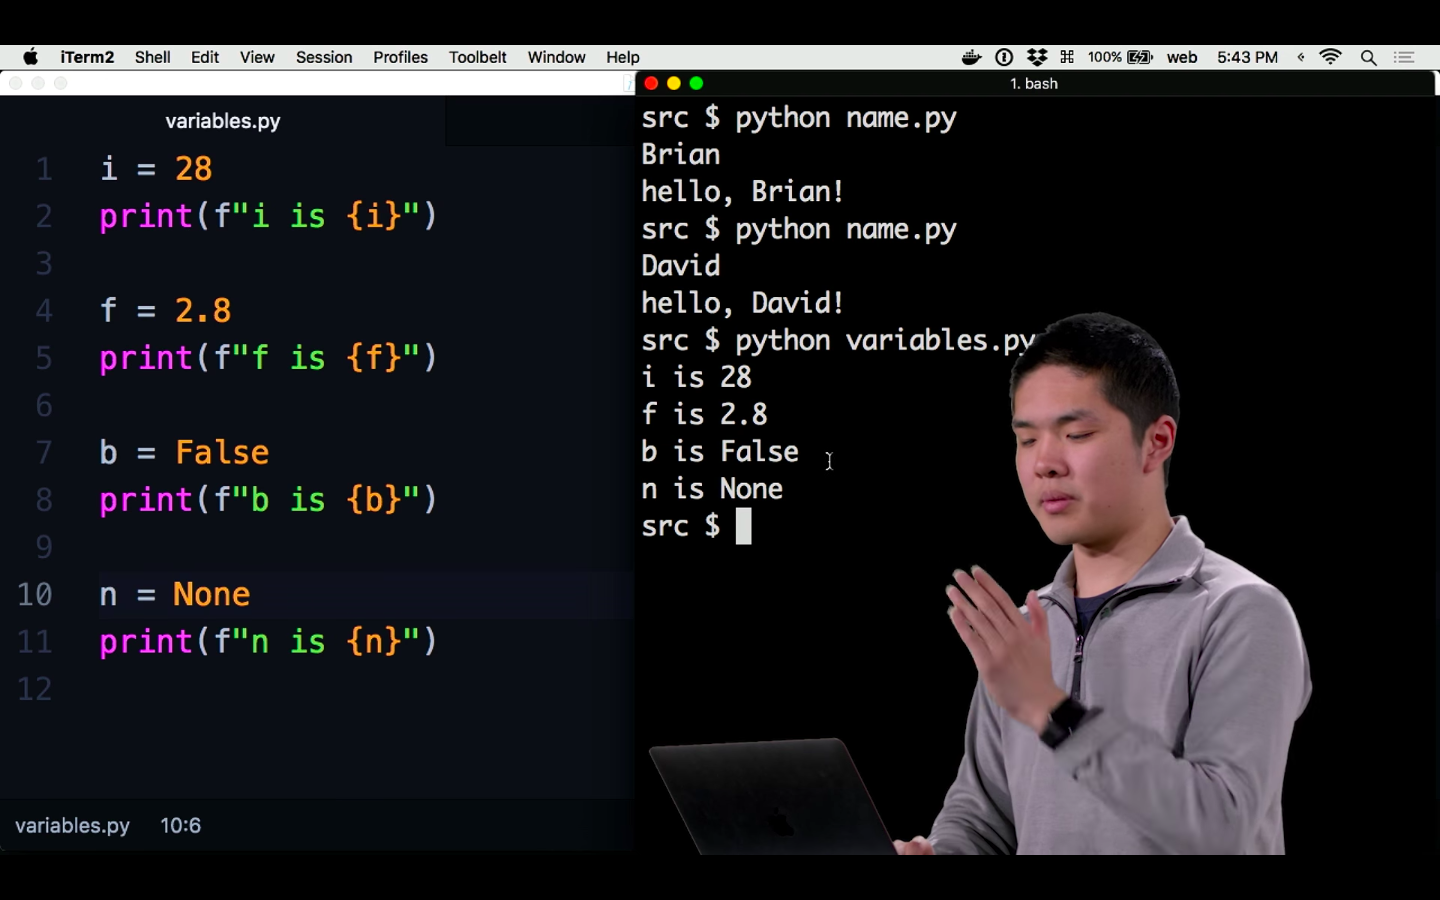 iTerm2 Shell Edit View Session Profiles Toolbelt Window Help 100% web 5:43 PM
variables.py
1 i = 28
2 print(f"i is {i}")
3
4 f = 2.8
5 print(f"f is {f}")
6
7 b = False
8 print(f"b is {b}")
9
10 n = None
11 print(f"n is {n}")
12
variables.py 10:6
1. bash
src $ python name.py
Brian
hello, Brian!
src $ python name.py
David
hello, David!
src $ python variables.py
i is 28
f is 2.8
b is False
n is None
src $